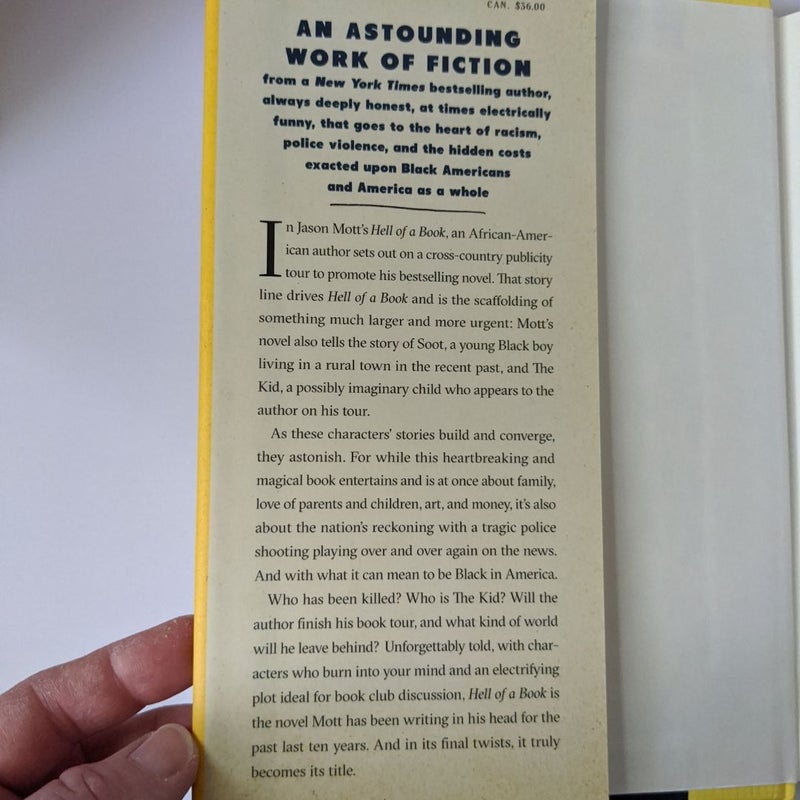 CAN. $36.00
AN ASTOUNDING
WORK OF FICTION
from a New York Times bestselling author,
always deeply honest, at times electrically
funny, that goes to the heart of racism,
police violence, and the hidden costs
exacted upon Black Americans
and America as a whole
In Jason Mott's Hell of a Book, an African-Amer-
ican author sets out on a cross-country publicity
tour to promote his bestselling novel. That story
line drives Hell of a Book and is the scaffolding of
something much larger and more urgent: Mott's
novel also tells the story of Soot, a young Black boy
living in a rural town in the recent past, and The
Kid, a possibly imaginary child who appears to the
author on his tour.
As these characters' stories build and converge,
they astonish. For while this heartbreaking and
magical book entertains and is at once about family,
love of parents and children, art, and money, it's also
about the nation's reckoning with a tragic police
shooting playing over and over again on the news.
And with what it can mean to be Black in America.
Who has been killed? Who is The Kid? Will the
author finish his book tour, and what kind of world
will he leave behind? Unforgettably told, with char-
acters who burn into your mind and an electrifying
plot ideal for book club discussion, Hell of a Book is
the novel Mott has been writing in his head for the
past last ten years. And in its final twists, it truly
becomes its title.